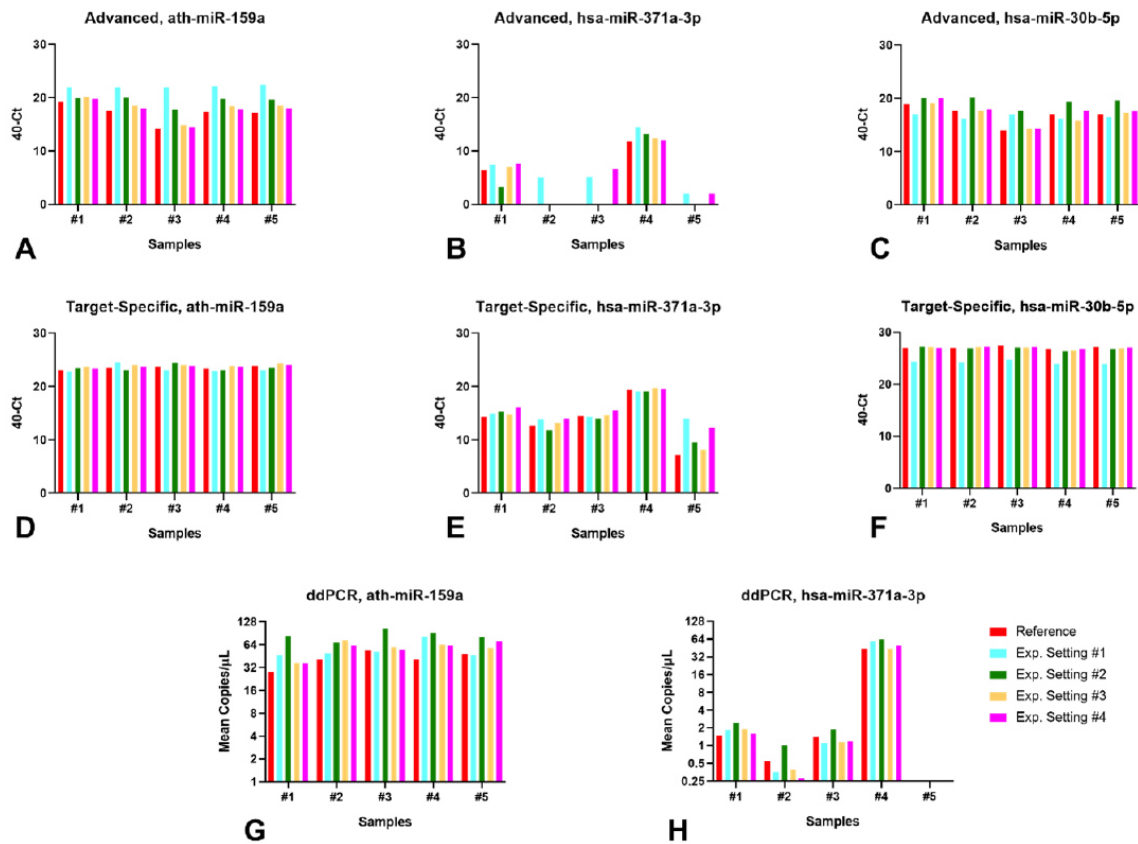 Advanced, ath-miR-159a
30
20
10
0
40-Ct
#1 #2 #3 #4 #5
Samples
A
Advanced, hsa-miR-371a-3p
30
20
10
0
40-Ct
#1 #2 #3 #4 #5
Samples
B
Advanced, hsa-miR-30b-5p
30
20
10
0
40-Ct
#1 #2 #3 #4 #5
Samples
C
Target-Specific, ath-miR-159a
30
20
10
0
40-Ct
#1 #2 #3 #4 #5
Samples
D
Target-Specific, hsa-miR-371a-3p
30
20
10
0
40-Ct
#1 #2 #3 #4 #5
Samples
E
Target-Specific, hsa-miR-30b-5p
30
20
10
0
40-Ct
#1 #2 #3 #4 #5
Samples
F
ddPCR, ath-miR-159a
128
64
32
16
8
4
2
1
Mean Copies/µL
#1 #2 #3 #4 #5
Samples
G
ddPCR, hsa-miR-371a-3p
128
64
32
16
8
4
2
1
0.5
0.25
Mean Copies/µL
#1 #2 #3 #4 #5
Samples
H
Reference
Exp. Setting #1
Exp. Setting #2
Exp. Setting #3
Exp. Setting #4